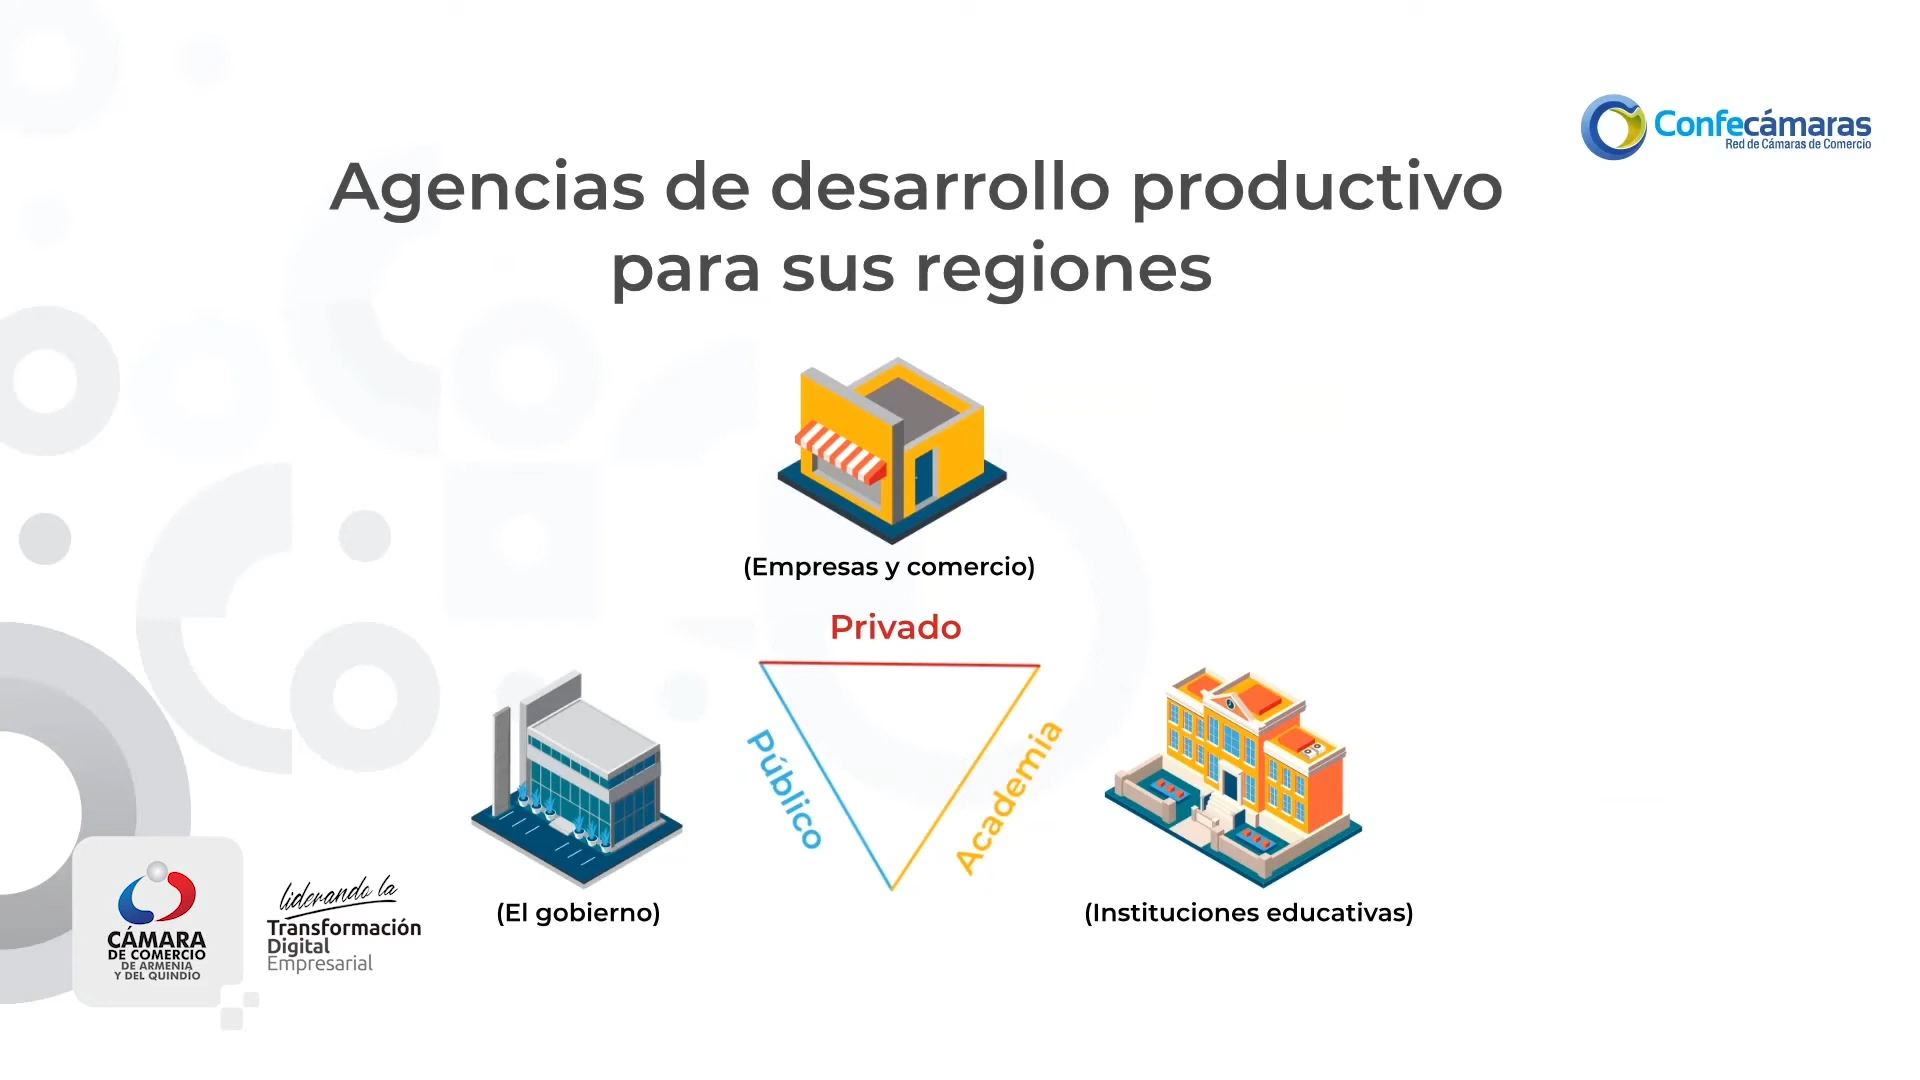 Confecámaras
Red de Cámaras de Comercio
Agencias de desarrollo productivo
para sus regiones
(Empresas y comercio)
Privado
Público
Academia
(El gobierno)
(Instituciones educativas)
CÁMARA
DE COMERCIO
DE ARMENIA
Y DEL QUINDIO
liderando la
Transformación
Digital
Empresarial